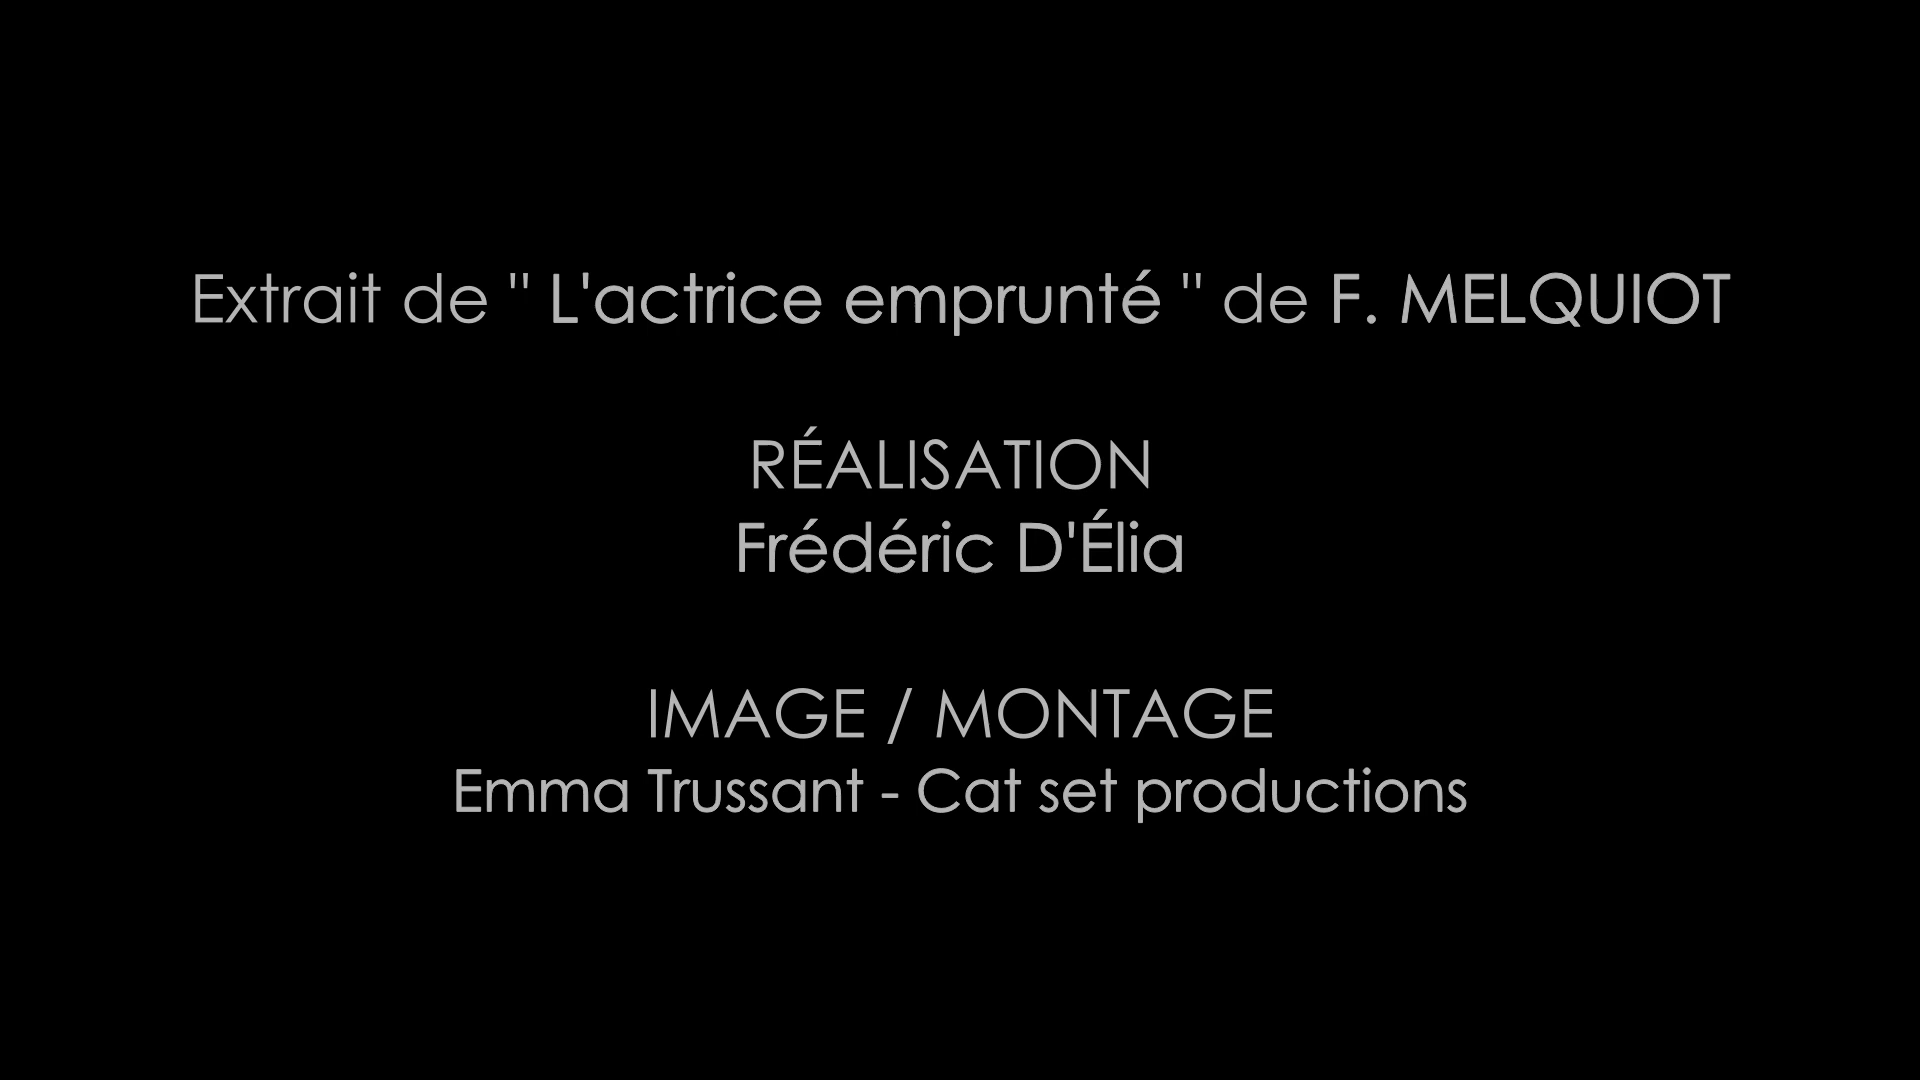 Extrait de " L'actrice emprunté " de F. MELQUIOT
RÉALISATION
Frédéric D'Élia
IMAGE / MONTAGE
Emma Trussant - Cat set productions